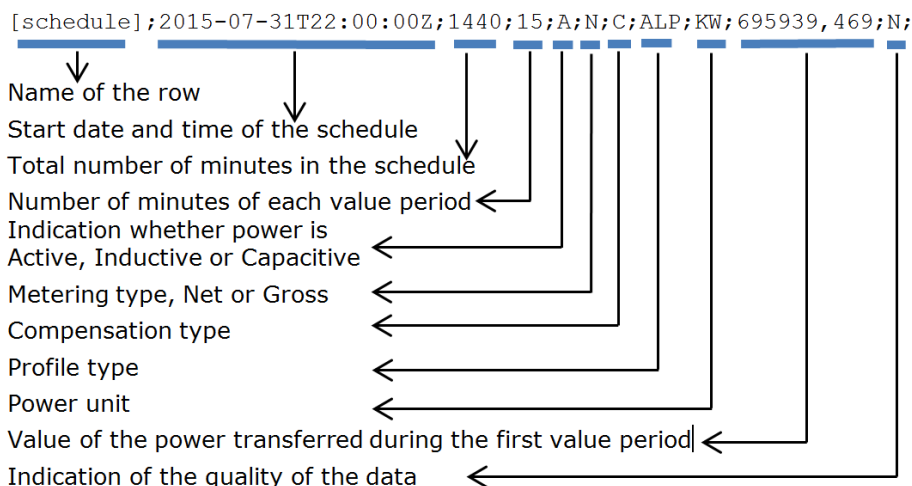 [schedule];2015-07-31T22:00:00Z;1440;15;A;N;C;ALP;KW;695939,469;N;
Name of the row
Start date and time of the schedule
Total number of minutes in the schedule
Number of minutes of each value period
Indication whether power is
Active, Inductive or Capacitive
Metering type, Net or Gross
Compensation type
Profile type
Power unit
Value of the power transferred during the first value period
Indication of the quality of the data